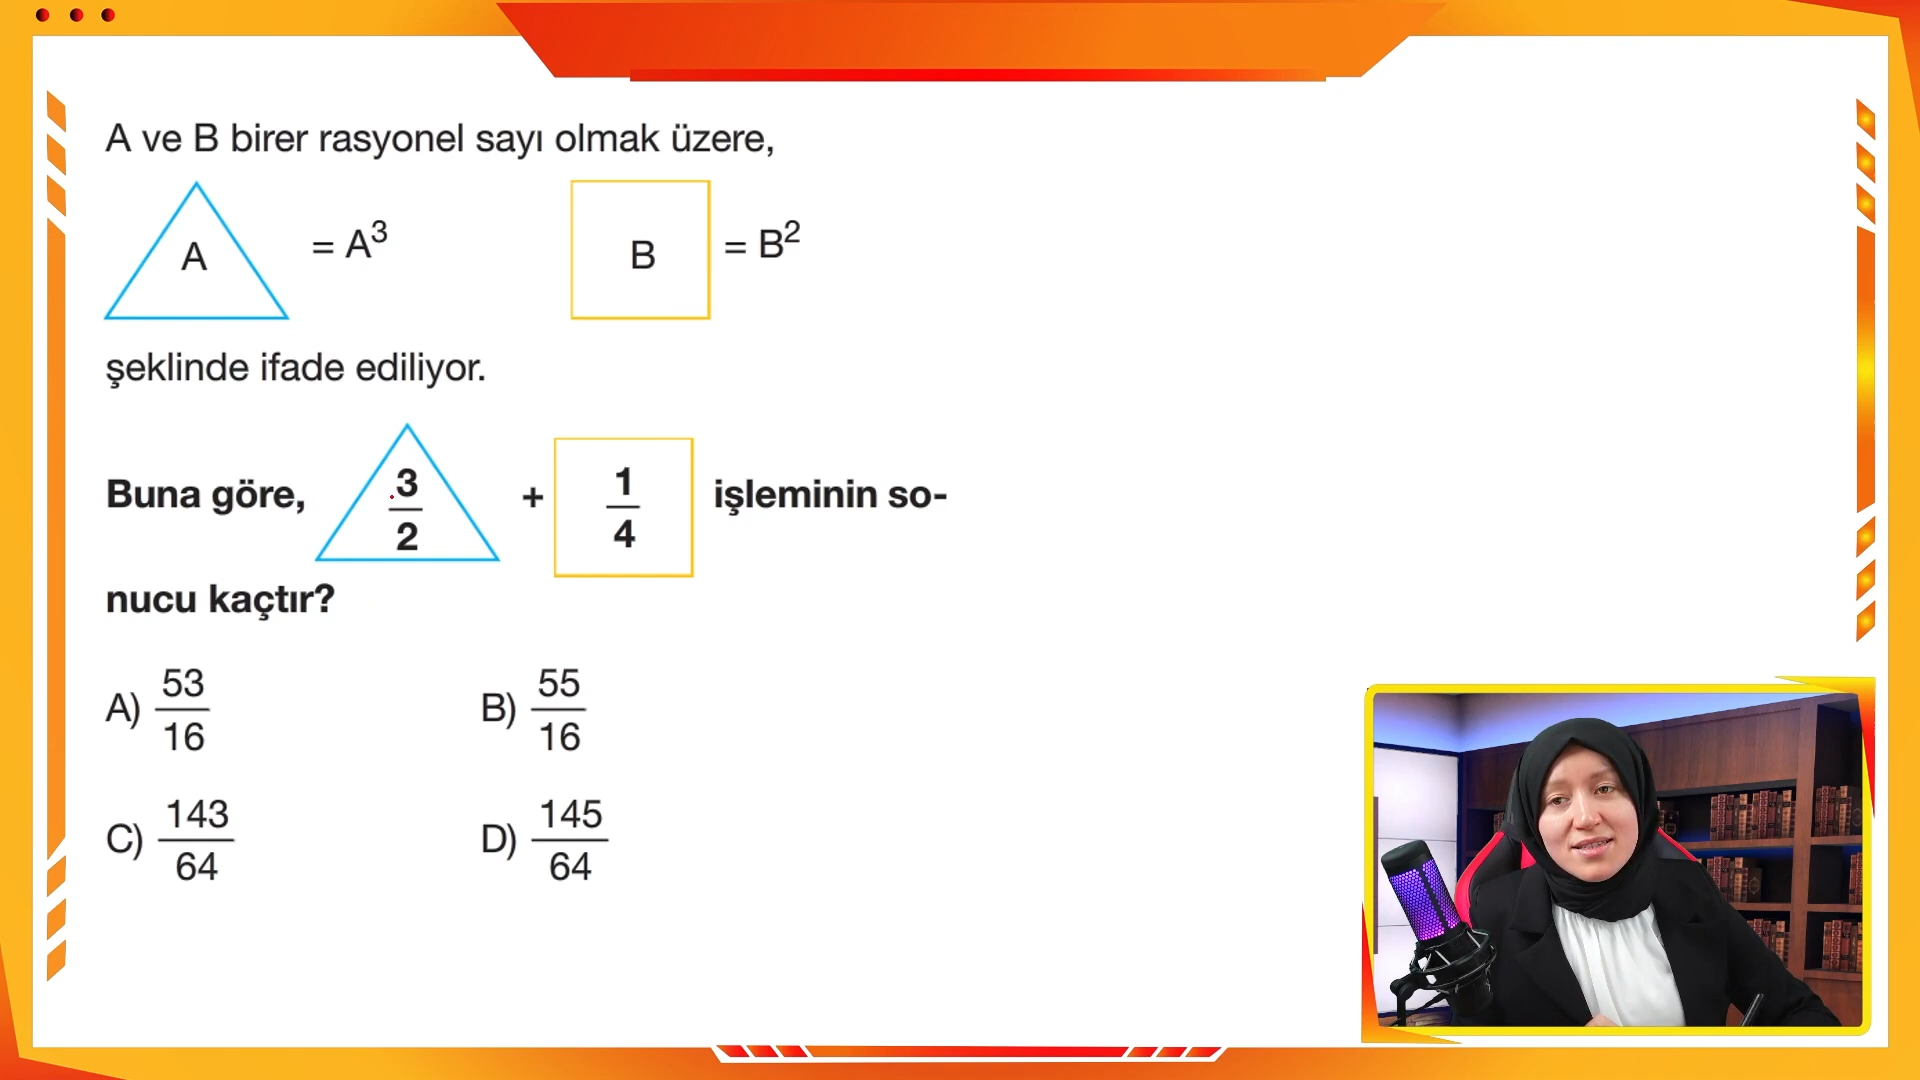 A ve B birer rasyonel sayı olmak üzere,
A = A³ B = B²
şeklinde ifade ediliyor.
Buna göre, 3/2 + 1/4 işleminin so-
nucu kaçtır?
A) 53/16 B) 55/16
C) 143/64 D) 145/64